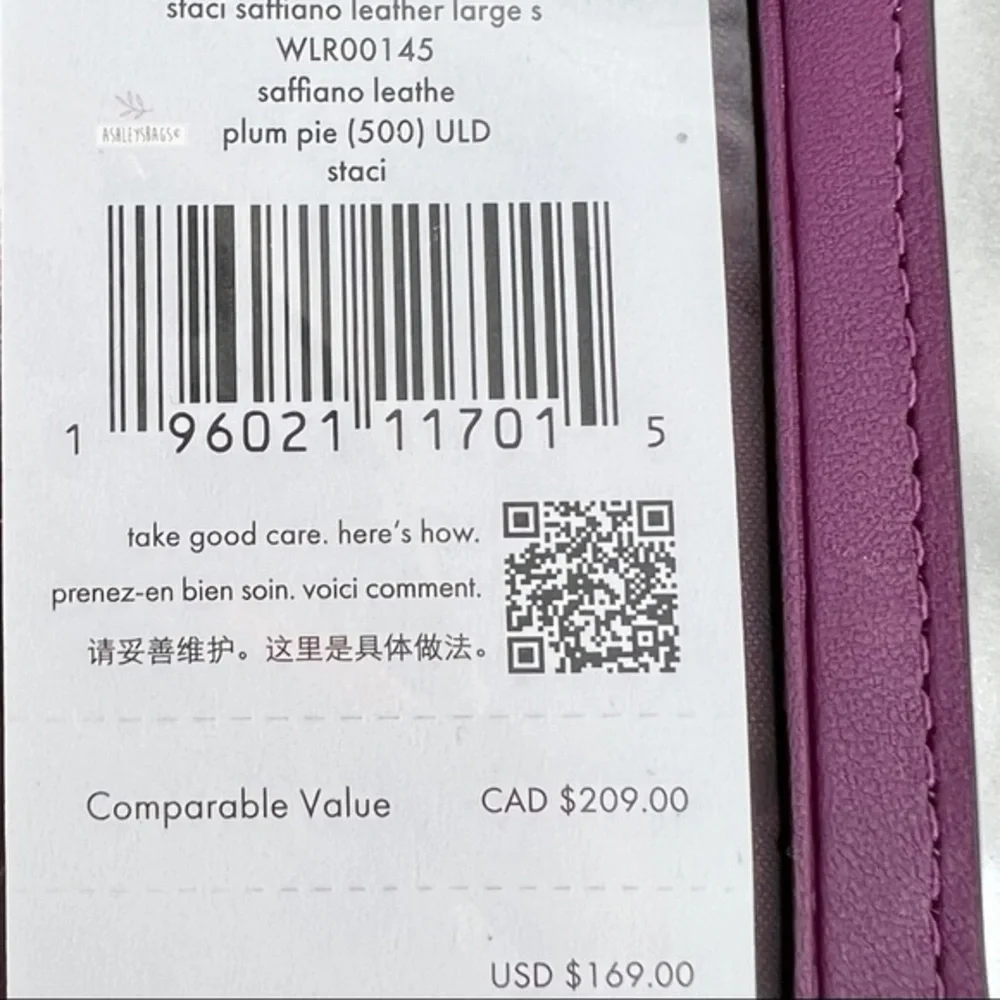 staci saffiano leather large s
WLR00145
saffiano leathe
plum pie (500) ULD
ASHLEYSBAGS©
staci
1 96021 11701 5
take good care. here's how.
prenez-en bien soin. voici comment.
请妥善维护。这里是具体做法。
Comparable Value CAD $209.00
USD $169.00